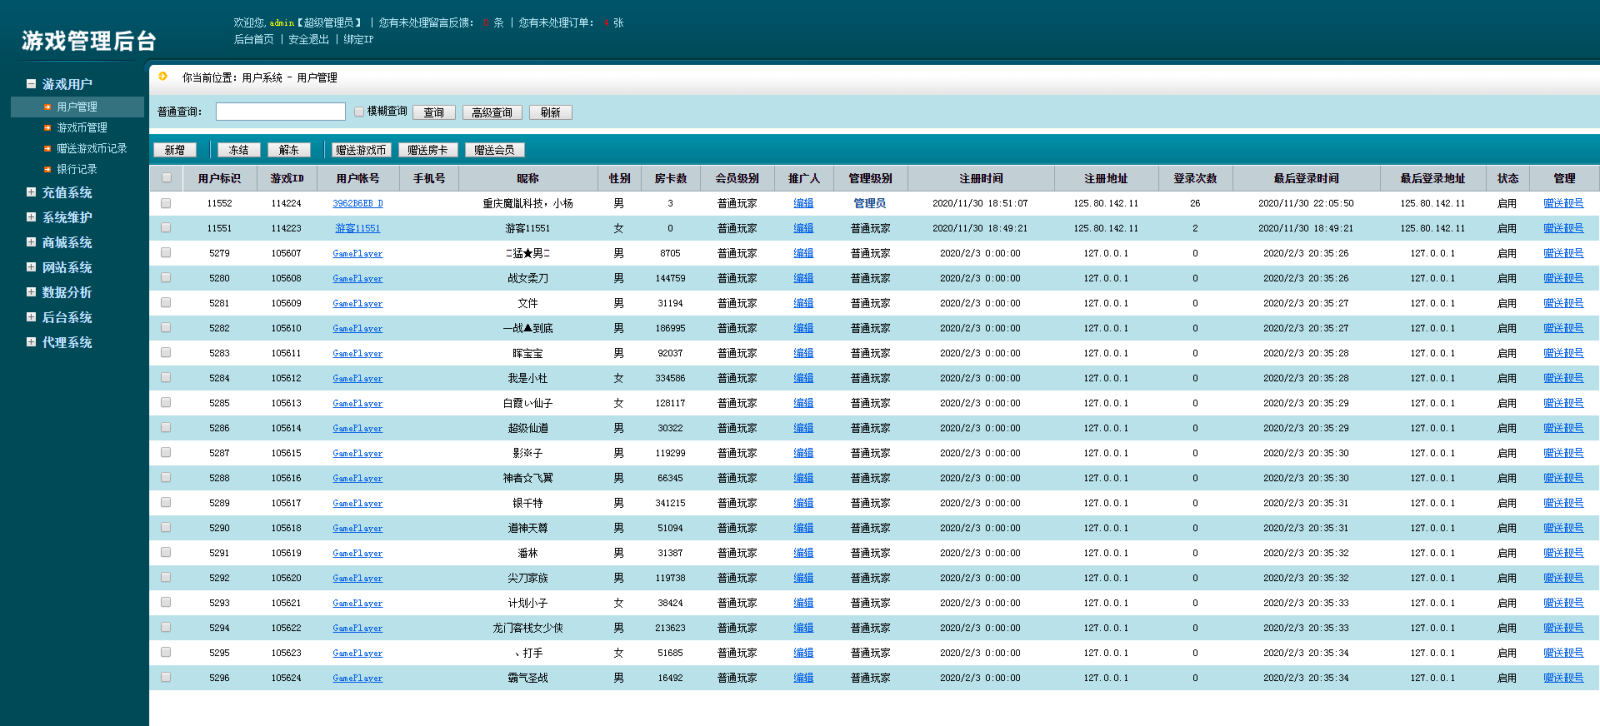 欢迎您,admin【超级管理员】 | 您有未处理留言反馈: 0 条 | 您有未处理订单: 张
后台首页 | 安全退出 | 绑定IP
游戏管理后台
游戏用户
用户管理
游戏币管理
赠送游戏币记录
银行记录
充值系统
系统维护
商城系统
网站系统
数据分析
后台系统
代理系统
你当前位置: 用户系统 - 用户管理
普通查询: 模糊查询 查询 高级查询 刷新
新增 冻结 解冻 赠送游戏币 赠送房卡 赠送会员
用户标识 游戏ID 用户帐号 手机号 昵称 性别 房卡数 会员级别 推广人 管理级别 注册时间 注册地址 登录次数 最后登录时间 最后登录地址 状态 管理
11552 114224 3962B6EB_D 重庆魔胤科技, 小杨 男 3 普通玩家 编辑 管理员 2020/11/30 18:51:07 125.80.142.11 26 2020/11/30 22:05:50 125.80.142.11 启用 赠送靓号
11551 114223 游客11551 游客11551 女 0 普通玩家 编辑 普通玩家 2020/11/30 18:49:21 125.80.142.11 2 2020/11/30 18:49:21 125.80.142.11 启用 赠送靓号
5279 105607 GamePlayer 猛★男 男 8705 普通玩家 编辑 普通玩家 2020/2/3 0:00:00 127.0.0.1 0 2020/2/3 20:35:26 127.0.0.1 启用 赠送靓号
5280 105608 GamePlayer 战女柔刀 男 144759 普通玩家 编辑 普通玩家 2020/2/3 0:00:00 127.0.0.1 0 2020/2/3 20:35:26 127.0.0.1 启用 赠送靓号
5281 105609 GamePlayer 文件 男 31194 普通玩家 编辑 普通玩家 2020/2/3 0:00:00 127.0.0.1 0 2020/2/3 20:35:27 127.0.0.1 启用 赠送靓号
5282 105610 GamePlayer 一战▲到底 男 186995 普通玩家 编辑 普通玩家 2020/2/3 0:00:00 127.0.0.1 0 2020/2/3 20:35:27 127.0.0.1 启用 赠送靓号
5283 105611 GamePlayer 晖宝宝 男 92037 普通玩家 编辑 普通玩家 2020/2/3 0:00:00 127.0.0.1 0 2020/2/3 20:35:28 127.0.0.1 启用 赠送靓号
5284 105612 GamePlayer 我是小杜 女 334586 普通玩家 编辑 普通玩家 2020/2/3 0:00:00 127.0.0.1 0 2020/2/3 20:35:28 127.0.0.1 启用 赠送靓号
5285 105613 GamePlayer 白霞い仙子 女 128117 普通玩家 编辑 普通玩家 2020/2/3 0:00:00 127.0.0.1 0 2020/2/3 20:35:29 127.0.0.1 启用 赠送靓号
5286 105614 GamePlayer 超级仙道 男 30322 普通玩家 编辑 普通玩家 2020/2/3 0:00:00 127.0.0.1 0 2020/2/3 20:35:29 127.0.0.1 启用 赠送靓号
5287 105615 GamePlayer 影※子 男 119299 普通玩家 编辑 普通玩家 2020/2/3 0:00:00 127.0.0.1 0 2020/2/3 20:35:30 127.0.0.1 启用 赠送靓号
5288 105616 GamePlayer 神者☆飞翼 男 66345 普通玩家 编辑 普通玩家 2020/2/3 0:00:00 127.0.0.1 0 2020/2/3 20:35:30 127.0.0.1 启用 赠送靓号
5289 105617 GamePlayer 银千特 男 341215 普通玩家 编辑 普通玩家 2020/2/3 0:00:00 127.0.0.1 0 2020/2/3 20:35:31 127.0.0.1 启用 赠送靓号
5290 105618 GamePlayer 道神天尊 男 51094 普通玩家 编辑 普通玩家 2020/2/3 0:00:00 127.0.0.1 0 2020/2/3 20:35:31 127.0.0.1 启用 赠送靓号
5291 105619 GamePlayer 潘林 男 31387 普通玩家 编辑 普通玩家 2020/2/3 0:00:00 127.0.0.1 0 2020/2/3 20:35:32 127.0.0.1 启用 赠送靓号
5292 105620 GamePlayer 尖刀家族 男 119738 普通玩家 编辑 普通玩家 2020/2/3 0:00:00 127.0.0.1 0 2020/2/3 20:35:32 127.0.0.1 启用 赠送靓号
5293 105621 GamePlayer 计划小子 女 38424 普通玩家 编辑 普通玩家 2020/2/3 0:00:00 127.0.0.1 0 2020/2/3 20:35:33 127.0.0.1 启用 赠送靓号
5294 105622 GamePlayer 龙门客栈女少侠 男 213623 普通玩家 编辑 普通玩家 2020/2/3 0:00:00 127.0.0.1 0 2020/2/3 20:35:33 127.0.0.1 启用 赠送靓号
5295 105623 GamePlayer 、打手 女 51685 普通玩家 编辑 普通玩家 2020/2/3 0:00:00 127.0.0.1 0 2020/2/3 20:35:34 127.0.0.1 启用 赠送靓号
5296 105624 GamePlayer 霸气圣战 男 16492 普通玩家 编辑 普通玩家 2020/2/3 0:00:00 127.0.0.1 0 2020/2/3 20:35:34 127.0.0.1 启用 赠送靓号